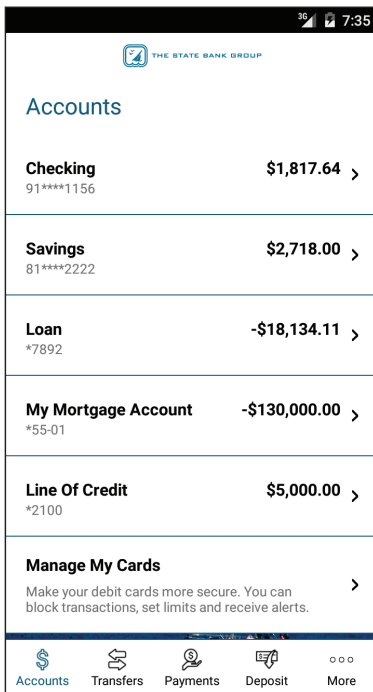 3G 7:35
THE STATE BANK GROUP
Accounts
Checking $1,817.64
91****1156
Savings $2,718.00
81****2222
Loan -$18,134.11
*7892
My Mortgage Account -$130,000.00
*55-01
Line Of Credit $5,000.00
*2100
Manage My Cards
Make your debit cards more secure. You can
block transactions, set limits and receive alerts.
Accounts Transfers Payments Deposit More